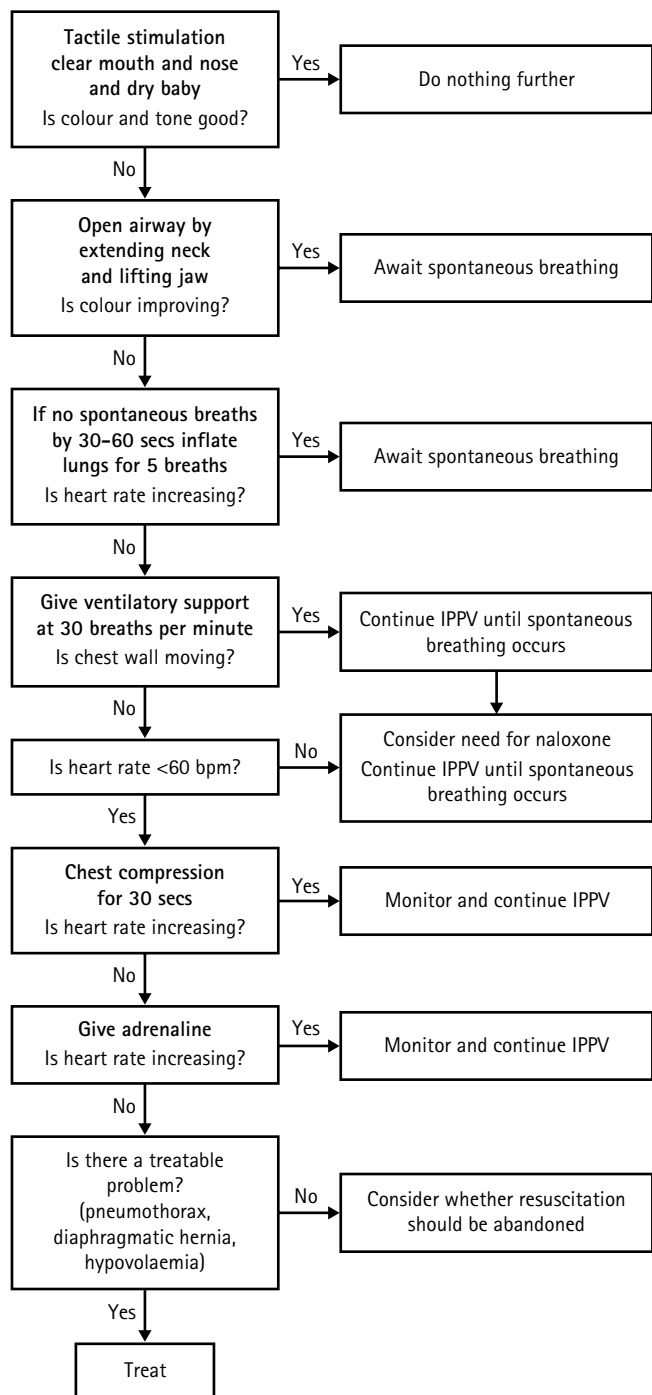 Tactile stimulation
clear mouth and nose
and dry baby
Is colour and tone good?
Yes
Do nothing further
No
Open airway by
extending neck
and lifting jaw
Is colour improving?
Yes
Await spontaneous breathing
No
If no spontaneous breaths
by 30–60 secs inflate
lungs for 5 breaths
Is heart rate increasing?
Yes
Await spontaneous breathing
No
Give ventilatory support
at 30 breaths per minute
Is chest wall moving?
Yes
Continue IPPV until spontaneous
breathing occurs
No
Is heart rate <60 bpm?
No
Consider need for naloxone
Continue IPPV until spontaneous
breathing occurs
Yes
Chest compression
for 30 secs
Is heart rate increasing?
Yes
Monitor and continue IPPV
No
Give adrenaline
Is heart rate increasing?
Yes
Monitor and continue IPPV
No
Is there a treatable
problem?
(pneumothorax,
diaphragmatic hernia,
hypovolaemia)
No
Consider whether resuscitation
should be abandoned
Yes
Treat